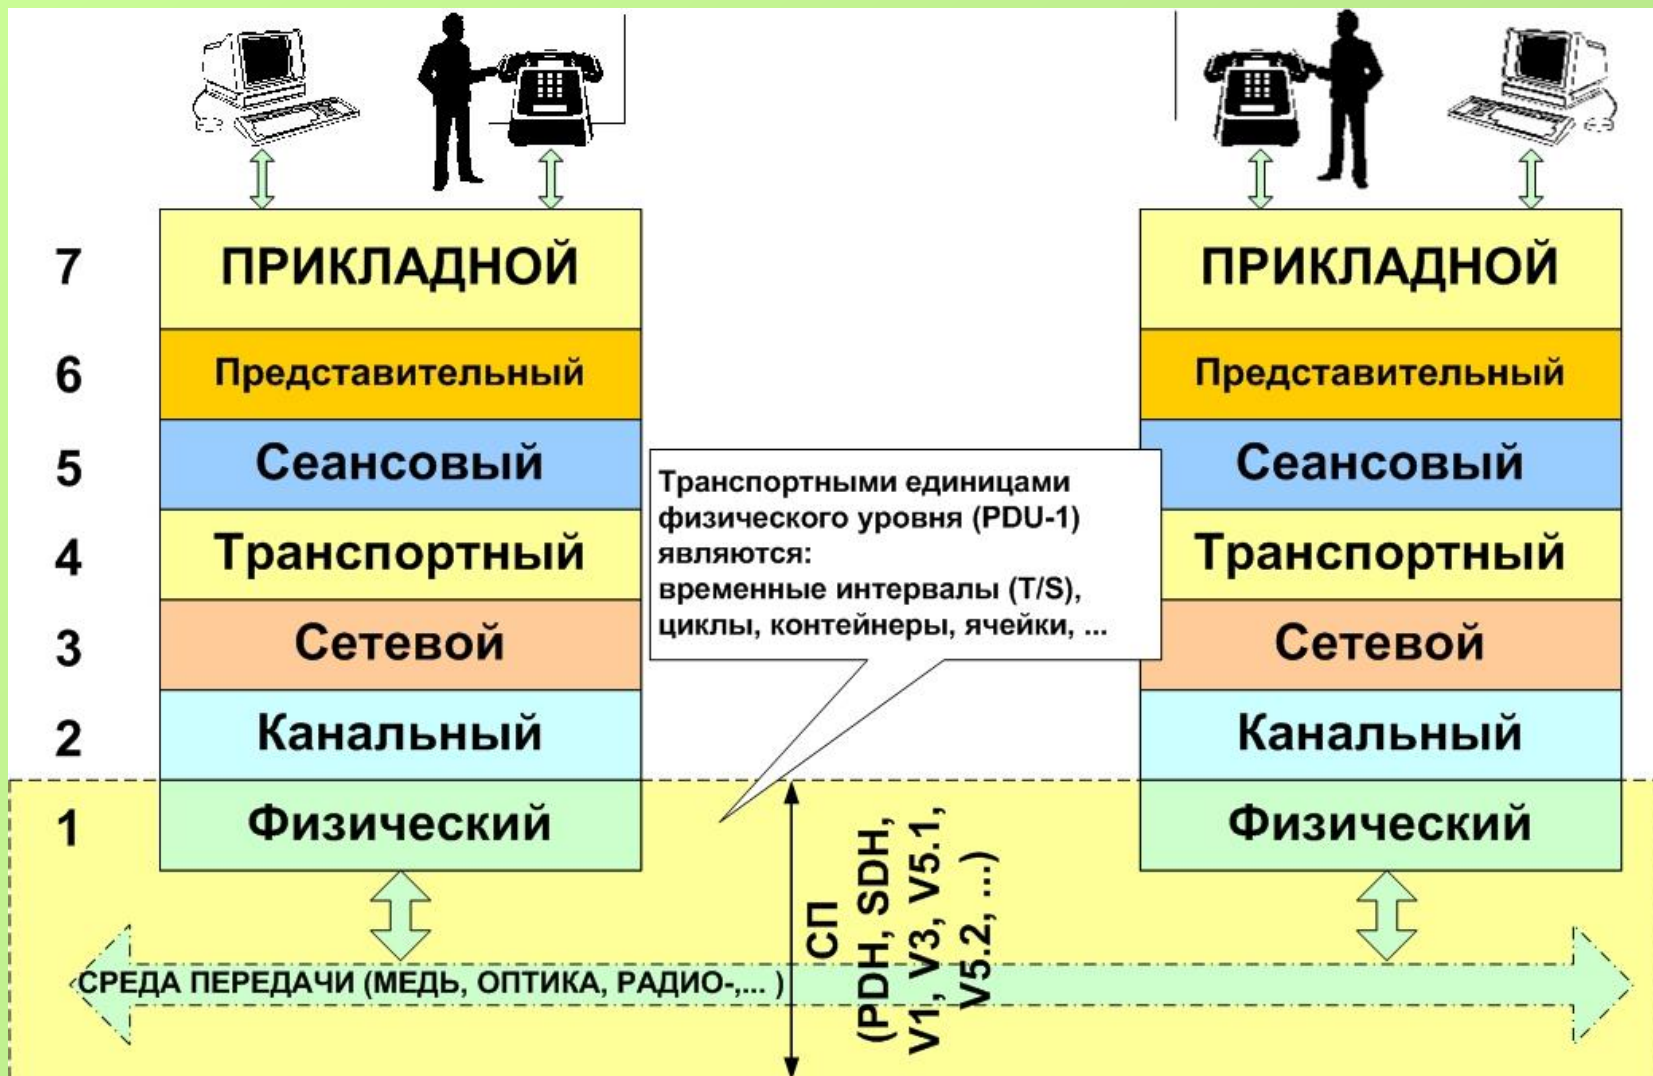 7
ПРИКЛАДНОЙ
ПРИКЛАДНОЙ
6
Представительный
Представительный
5
Сеансовый
Сеансовый
Транспортными единицами
физического уровня (PDU-1)
являются:
временные интервалы (T/S),
циклы, контейнеры, ячейки, ...
4
Транспортный
Транспортный
3
Сетевой
Сетевой
2
Канальный
Канальный
1
Физический
Физический
СП
(PDH, SDH,
V1, V3, V5.1,
V5.2, ...)
СРЕДА ПЕРЕДАЧИ (МЕДЬ, ОПТИКА, РАДИО-,... )